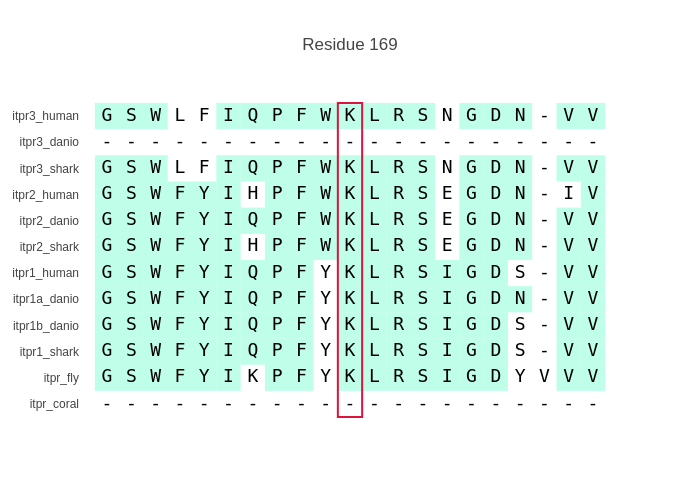 Residue 169
itpr3_human G S W L F I Q P F W K L R S N G D N - V V
itpr3_danio - - - - - - - - - - - - - - - - - - - - -
itpr3_shark G S W L F I Q P F W K L R S N G D N - V V
itpr2_human G S W F Y I H P F W K L R S E G D N - I V
itpr2_danio G S W F Y I Q P F W K L R S E G D N - V V
itpr2_shark G S W F Y I H P F W K L R S E G D N - V V
itpr1_human G S W F Y I Q P F Y K L R S I G D S - V V
itpr1a_danio G S W F Y I Q P F Y K L R S I G D N - V V
itpr1b_danio G S W F Y I Q P F Y K L R S I G D S - V V
itpr1_shark G S W F Y I Q P F Y K L R S I G D S - V V
itpr_fly G S W F Y I K P F Y K L R S I G D Y V V V
itpr_coral - - - - - - - - - - - - - - - - - - - - -